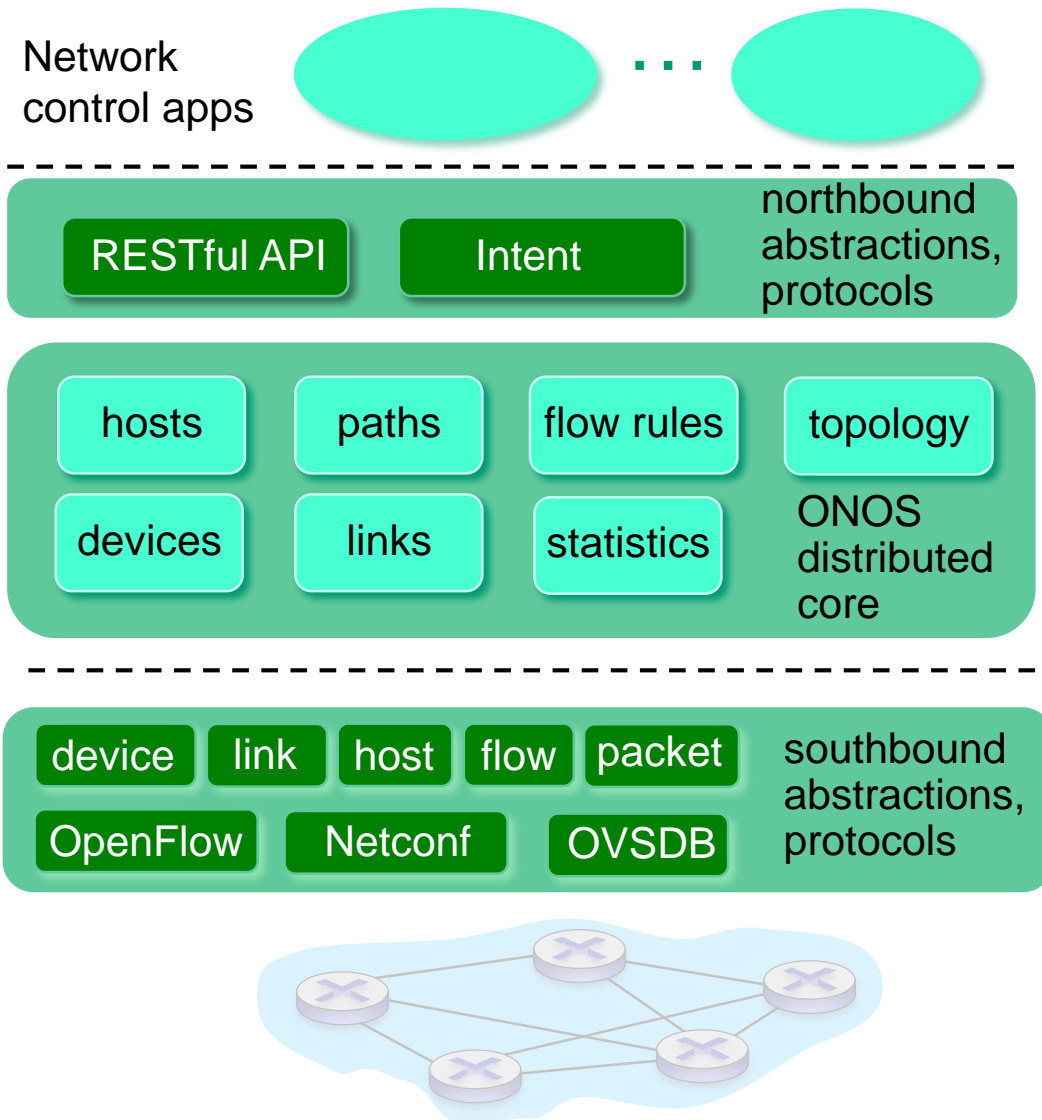 Network
control apps
...
RESTful API
Intent
northbound
abstractions,
protocols
hosts
paths
flow rules
topology
devices
links
statistics
ONOS
distributed
core
device
link
host
flow
packet
OpenFlow
Netconf
OVSDB
southbound
abstractions,
protocols